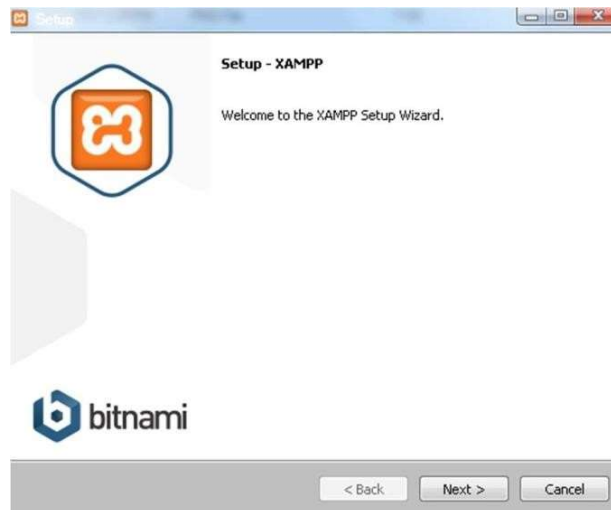 Setup
Setup - XAMPP
Welcome to the XAMPP Setup Wizard.
bitnami
< Back
Next >
Cancel